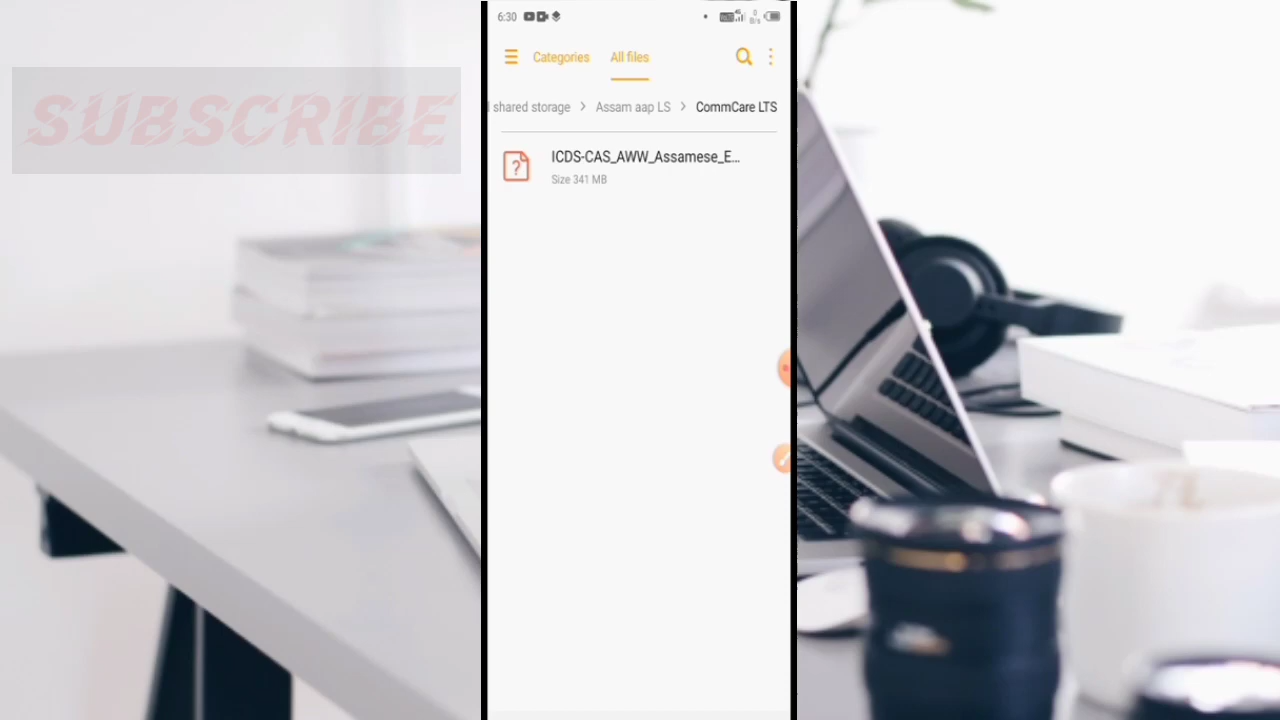 SUBSCRIBE
6:30
Categories All files
shared storage > Assam aap LS > CommCare LTS
ICDS-CAS_AWW_Assamese_E...
Size 341 MB